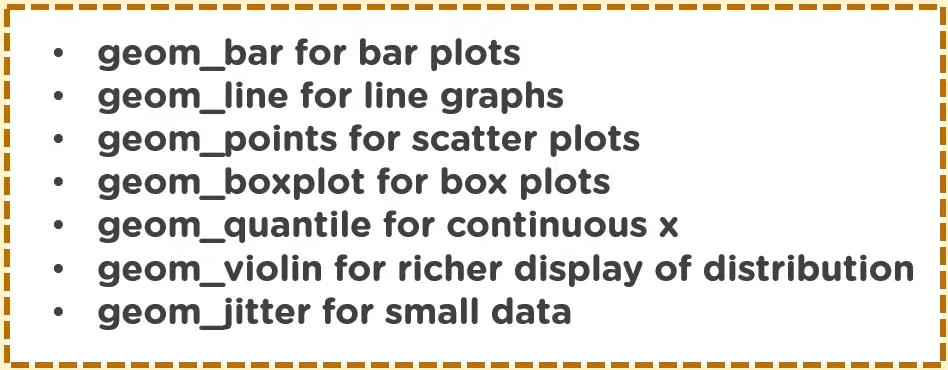 • geom_bar for bar plots
• geom_line for line graphs
• geom_points for scatter plots
• geom_boxplot for box plots
• geom_quantile for continuous x
• geom_violin for richer display of distribution
• geom_jitter for small data